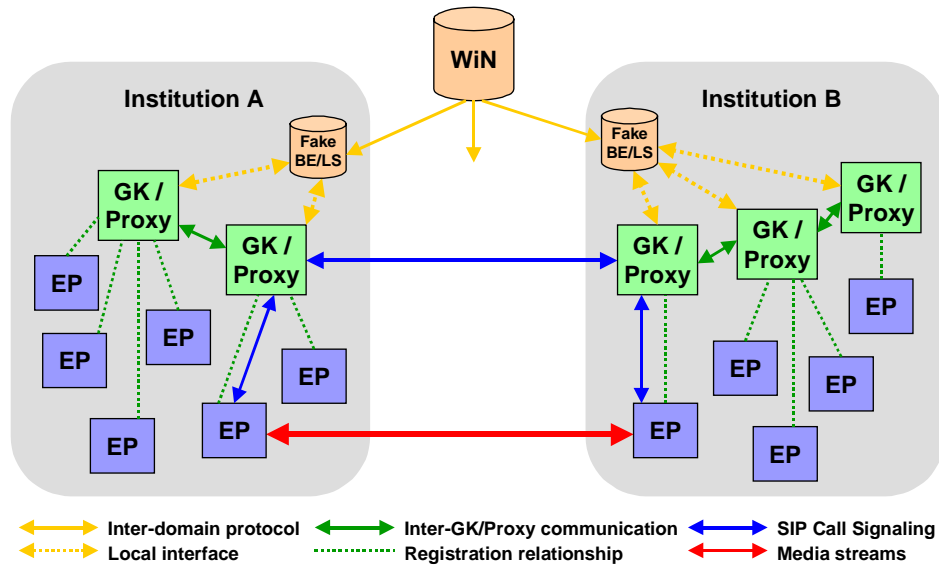 WiN
Institution A
Institution B
Fake
BE/LS
Fake
BE/LS
GK /
Proxy
GK /
Proxy
GK /
Proxy
GK /
Proxy
GK /
Proxy
EP
EP
EP
EP
EP
EP
EP
EP
EP
EP
EP
Inter-domain protocol
Inter-GK/Proxy communication
SIP Call Signaling
Local interface
Registration relationship
Media streams